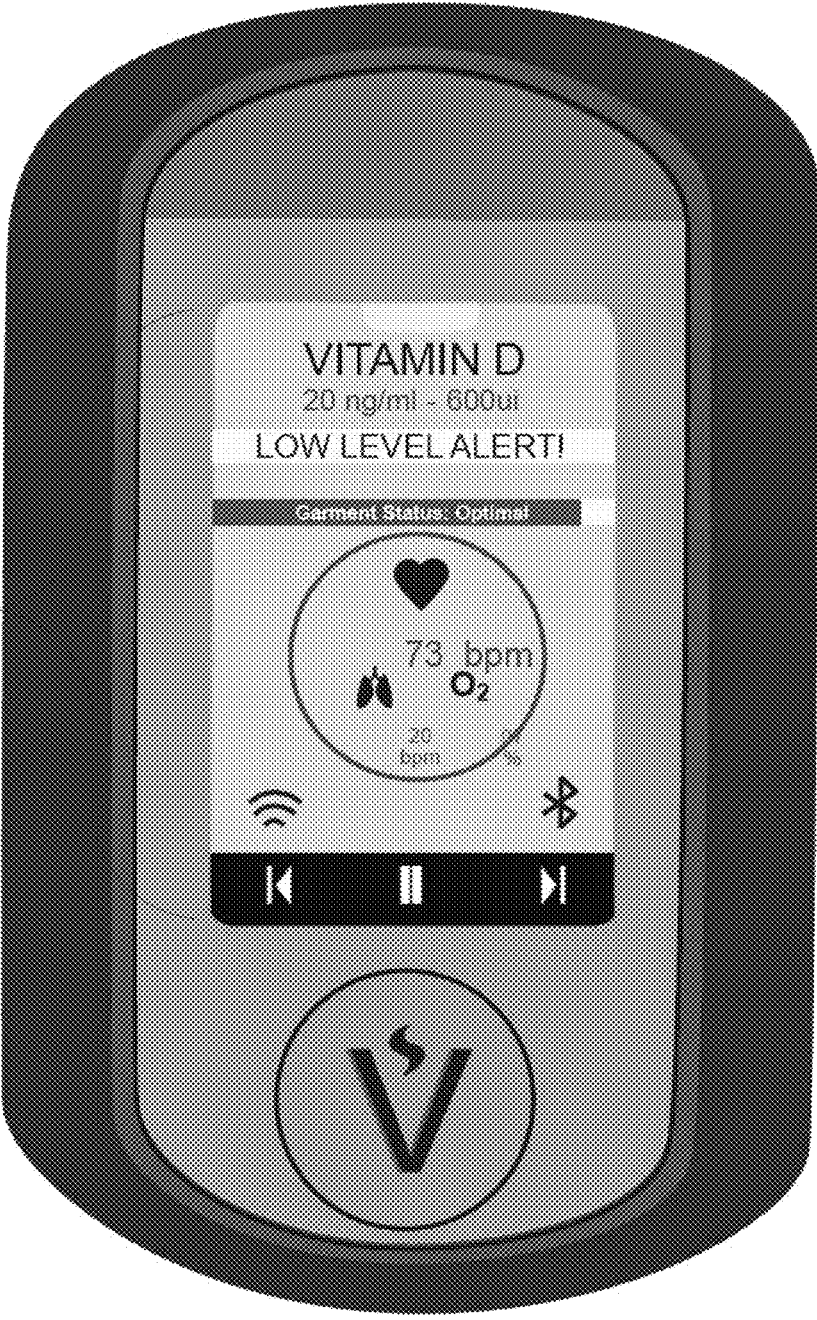 VITAMIN D
20 ng/ml - 600ui
LOW LEVEL ALERT!
Garment Status: Optimal
73 bpm
O₂
20
bpm
%
V